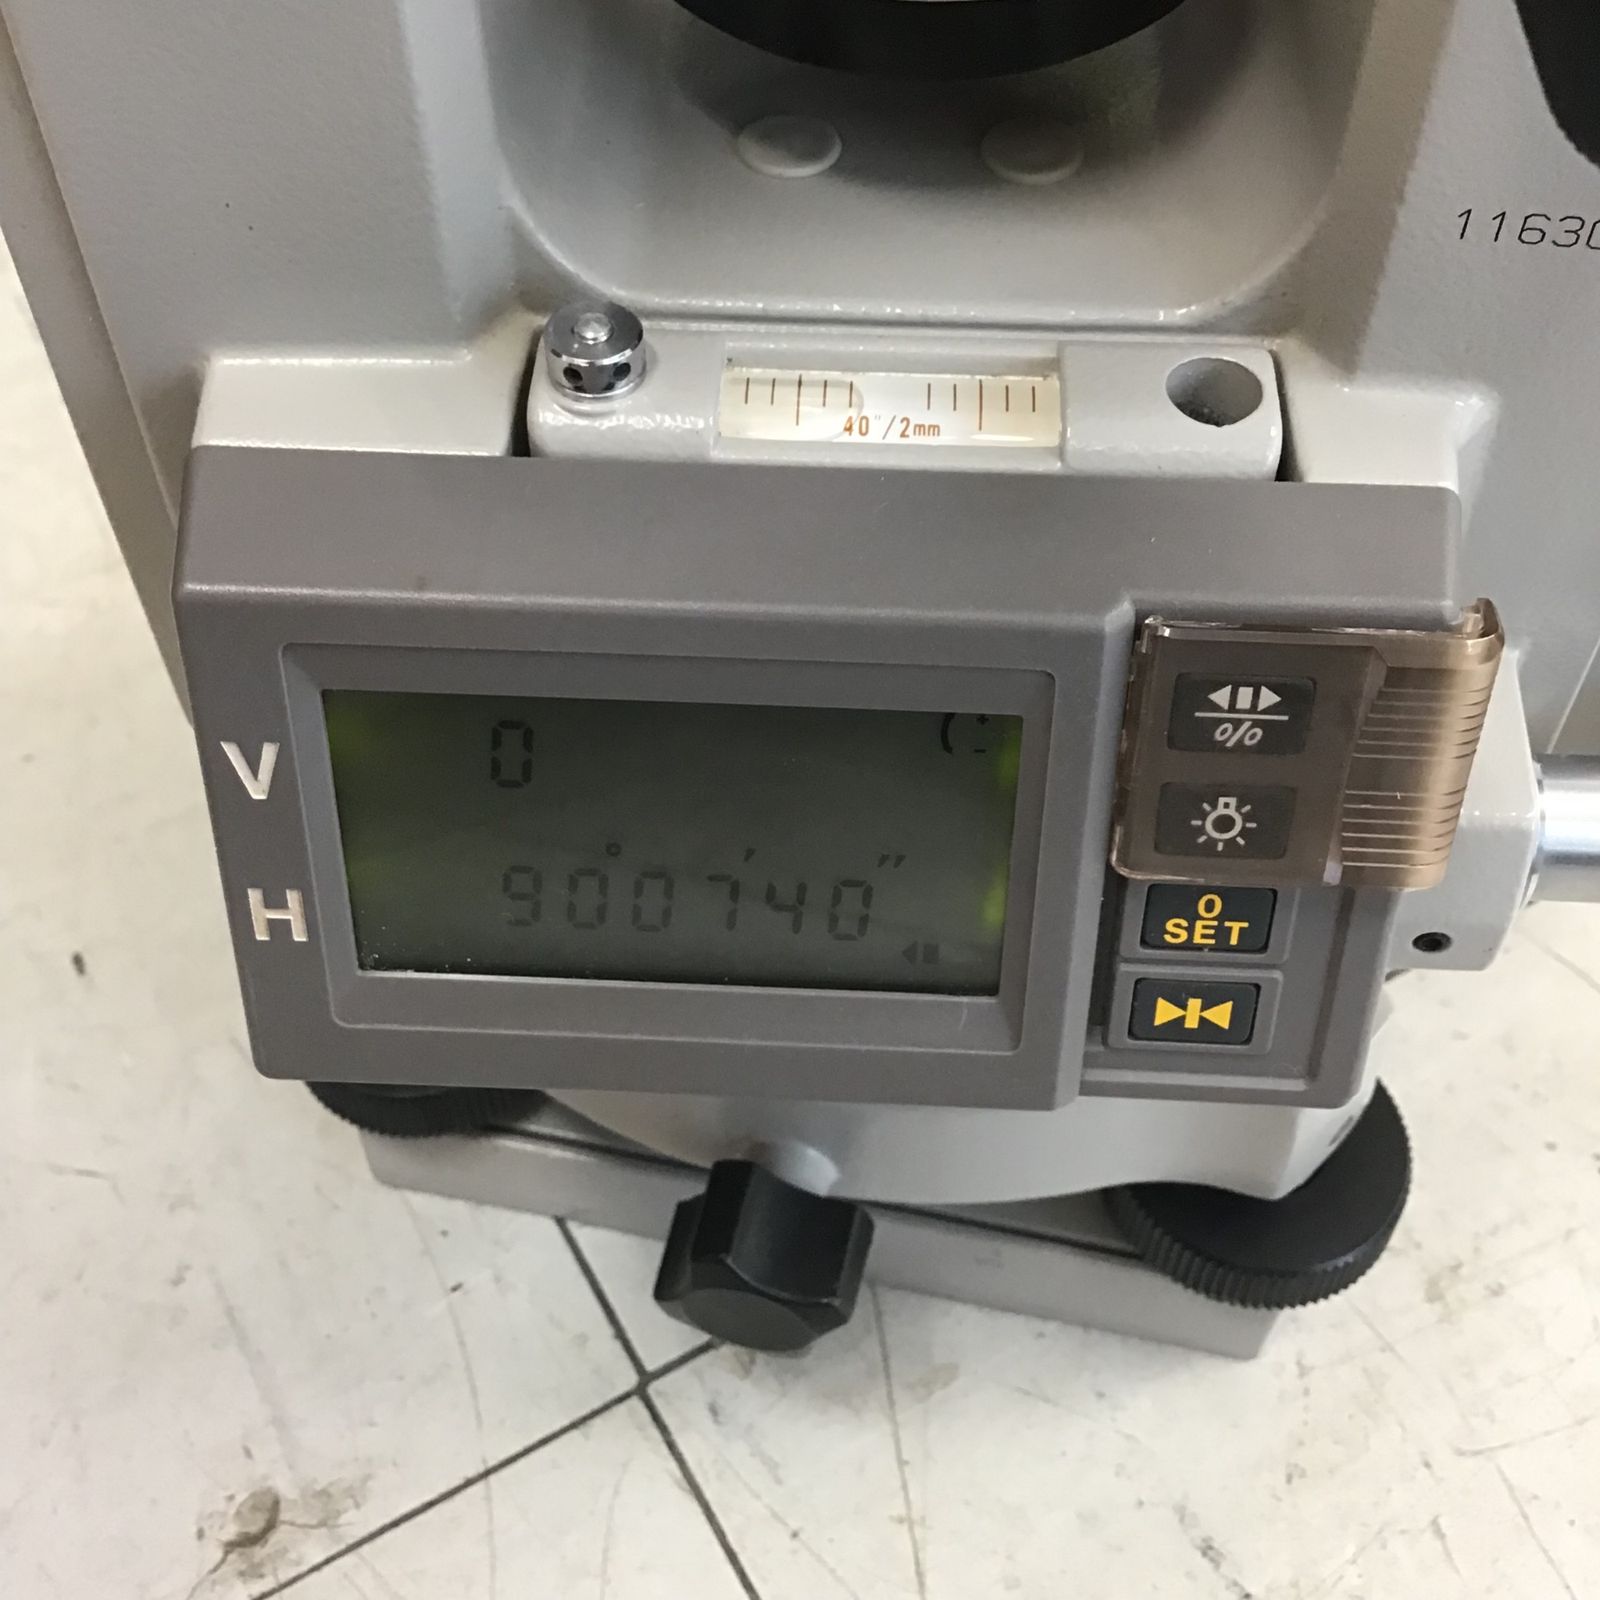 11630
40"/2mm
V 0 +
-
H 90°07'40"
%
0
SET